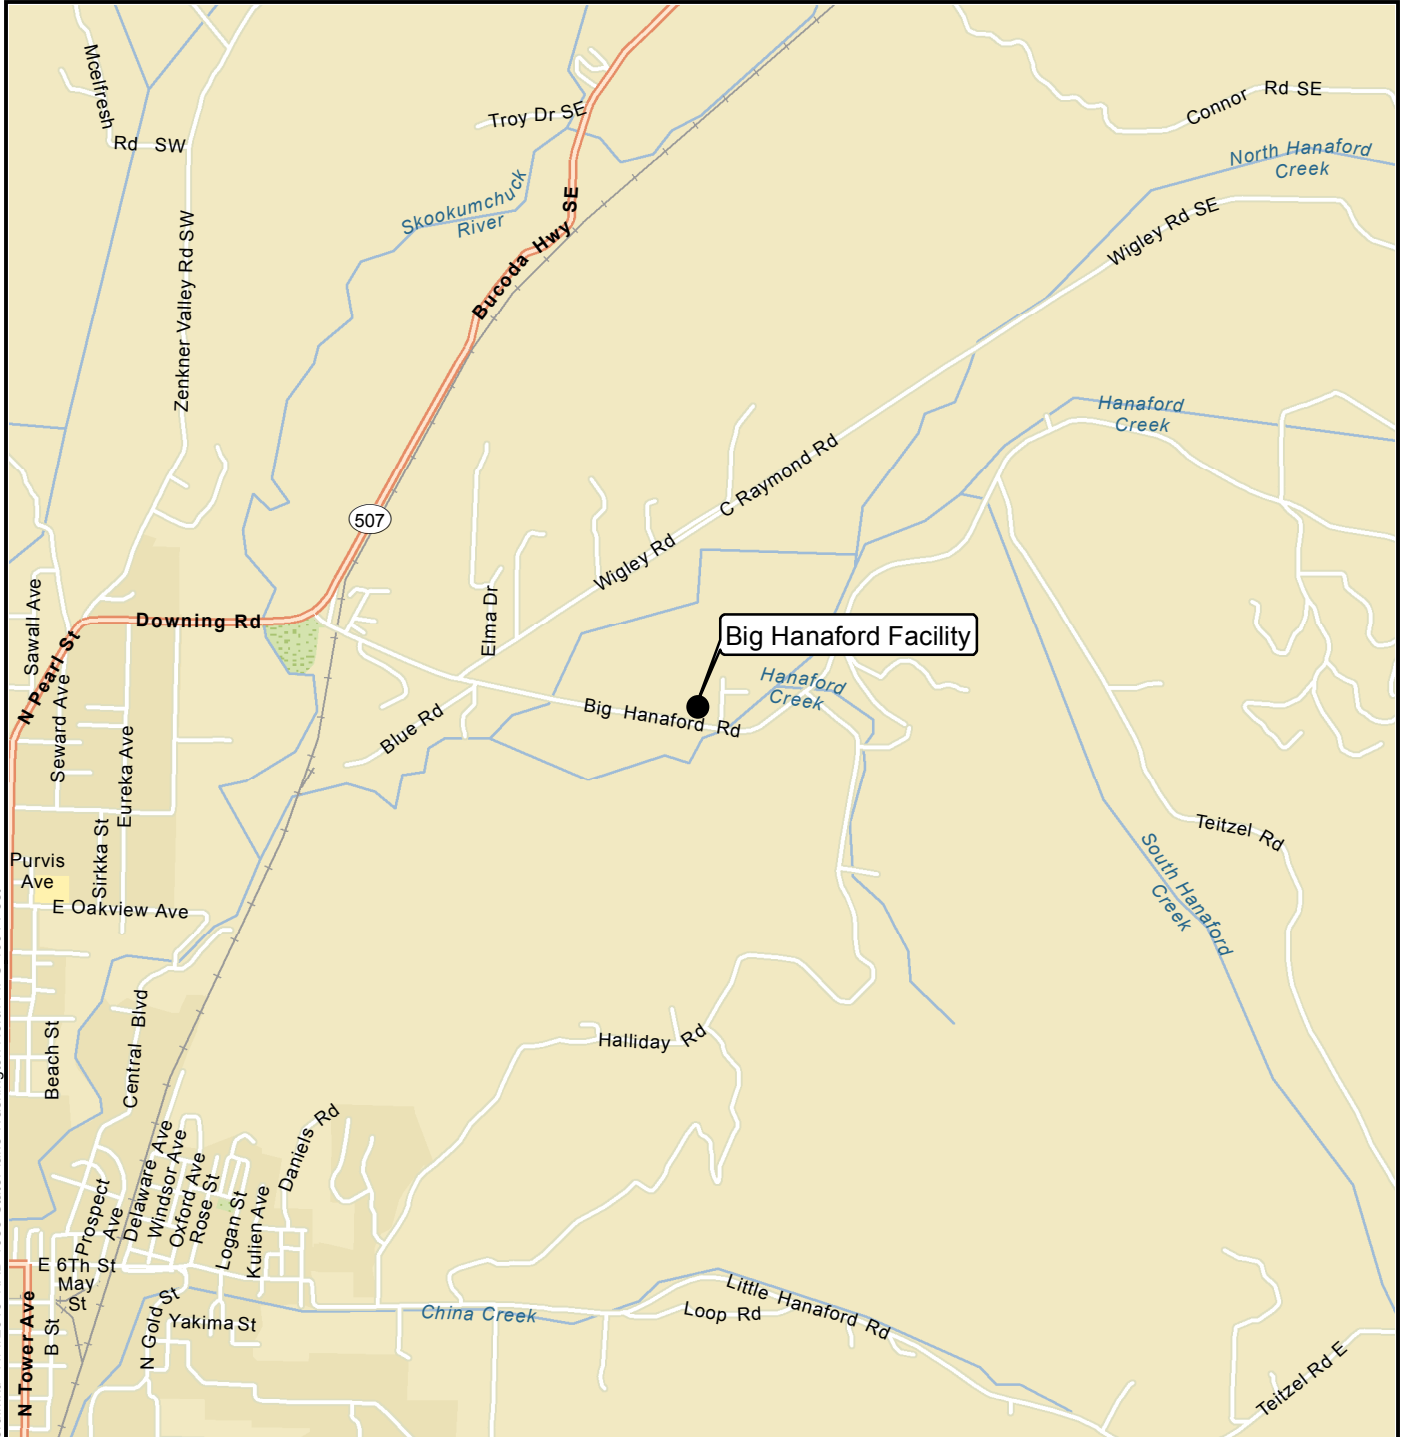 Mcelfresh
Rd SW
Troy Dr SE
Connor Rd SE
North Hanaford
Creek
Skookumchuck
River
Bucoda Hwy SE
Wigley Rd SE
Zenkner Valley Rd SW
Hanaford
Creek
C Raymond Rd
507
Wigley Rd
Elma Dr
Downing Rd
Sawall Ave
N Pearl St
Seward Ave
Eureka Ave
Big Hanaford Facility
Hanaford
Creek
Big Hanaford Rd
Blue Rd
Sirkka St
Purvis
Ave
E Oakview Ave
Teitzel Rd
South Hanaford
Creek
Central Blvd
Beach St
Halliday Rd
Daniels Rd
Delaware Ave
Windsor Ave
Oxford Ave
Rose St
Logan St
Kulien Ave
Prospect
Ave
E 6Th St
May
St
B St
N Tower Ave
N Gold St
Yakima St
China Creek
Little Hanaford Rd
Loop Rd
Teitzel Rd E